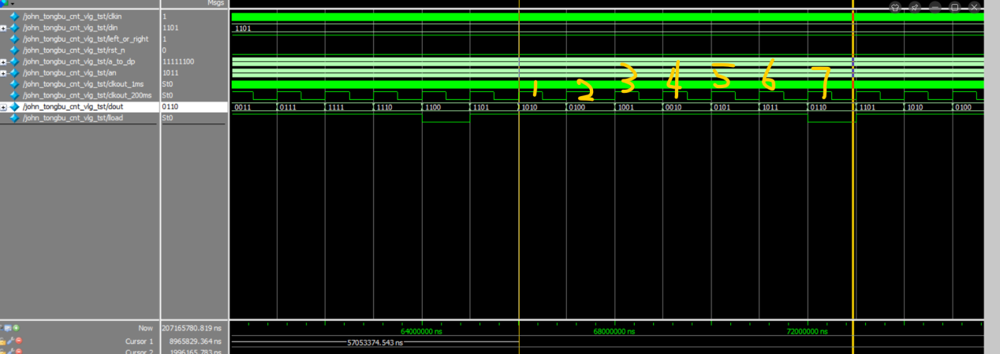 Msgs
/john_tongbu_cnt_vlg_tst/clkin 1
/john_tongbu_cnt_vlg_tst/din 1101 1101
/john_tongbu_cnt_vlg_tst/left_or_right 1
/john_tongbu_cnt_vlg_tst/rst_n 0
/john_tongbu_cnt_vlg_tst/a_to_dp 11111100
/john_tongbu_cnt_vlg_tst/an 1011
/john_tongbu_cnt_vlg_tst/clkout_1ms St0
1 2 3 4 5 6 7
/john_tongbu_cnt_vlg_tst/clkout_200ms St0
/john_tongbu_cnt_vlg_tst/dout 0110 0011 0111 1111 1110 1100 1101 1010 0100 1001 0010 0101 1011 0110 1101 1010 0100
/john_tongbu_cnt_vlg_tst/lload St0
Now 207165780.819 ns 64000000 ns 68000000 ns 72000000 ns
Cursor 1 8965829.364 ns 57053374.543 ns
Cursor 2 1996165.783 ns